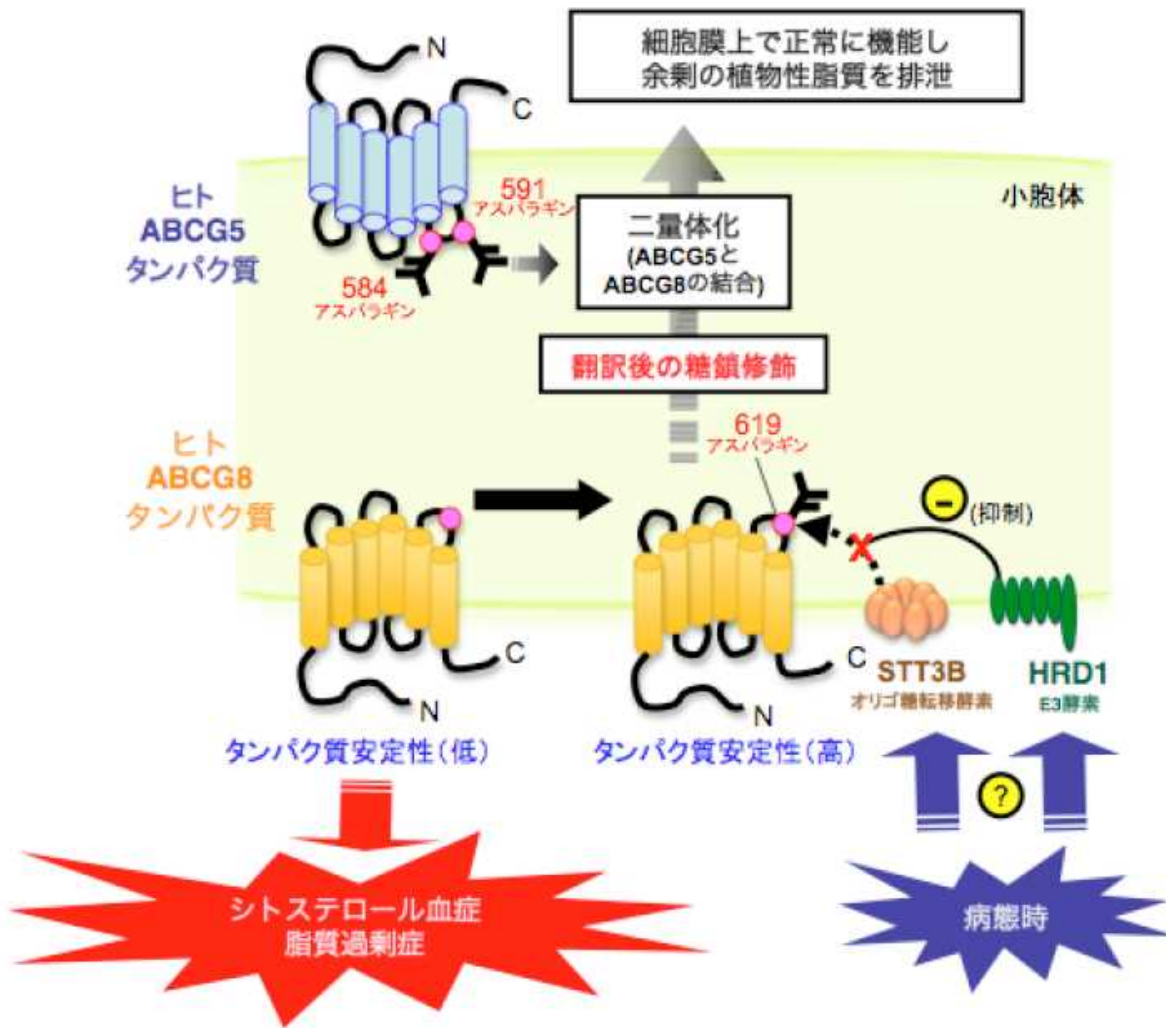 N
C
細胞膜上で正常に機能し
余剰の植物性脂質を排泄
小胞体
ヒト
ABCG5
タンパク質
591
アスパラギン
584
アスパラギン
二量体化
(ABCG5と
ABCG8の結合)
翻訳後の糖鎖修飾
ヒト
ABCG8
タンパク質
619
アスパラギン
−
(抑制)
X
C
N
C
N
STT3B
オリゴ糖転移酵素
HRD1
E3酵素
タンパク質安定性(低)
タンパク質安定性(高)
?
シトステロール血症
脂質過剰症
病態時